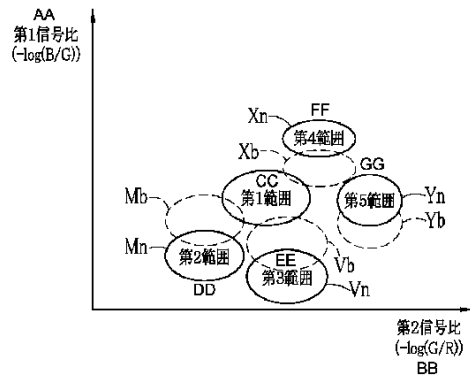 AA
第1信号比
(-log(B/G))
Xn
FF
第4範囲
Xb
GG
Mb
CC
第1範囲
第5範囲
Yn
Yb
Mn
第2範囲
EE
第3範囲
Vb
Vn
DD
第2信号比
(-log(G/R))
BB